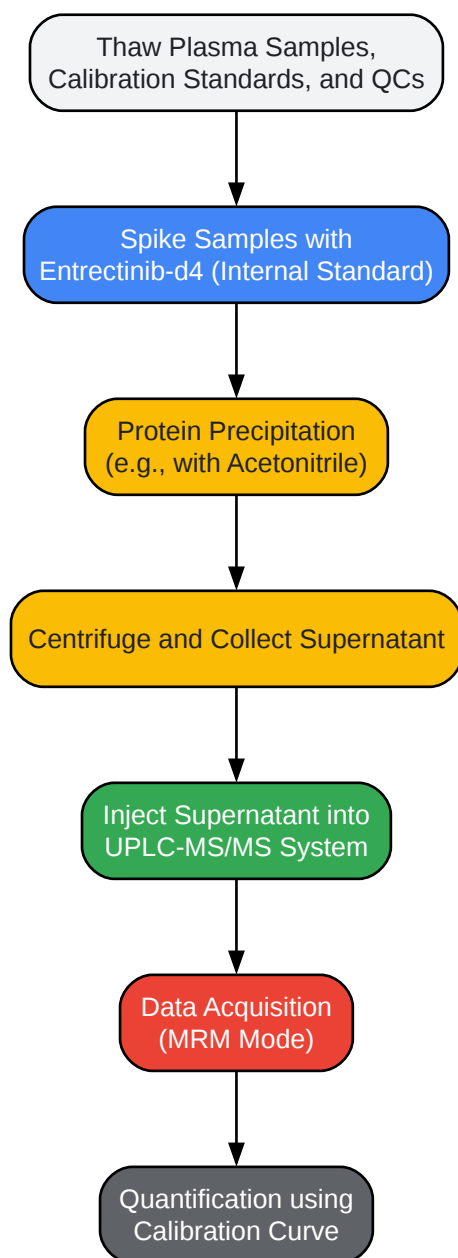 Thaw Plasma Samples,
Calibration Standards, and QCs
Spike Samples with
Entrectinib-d4 (Internal Standard)
Protein Precipitation
(e.g., with Acetonitrile)
Centrifuge and Collect Supernatant
Inject Supernatant into
UPLC-MS/MS System
Data Acquisition
(MRM Mode)
Quantification using
Calibration Curve